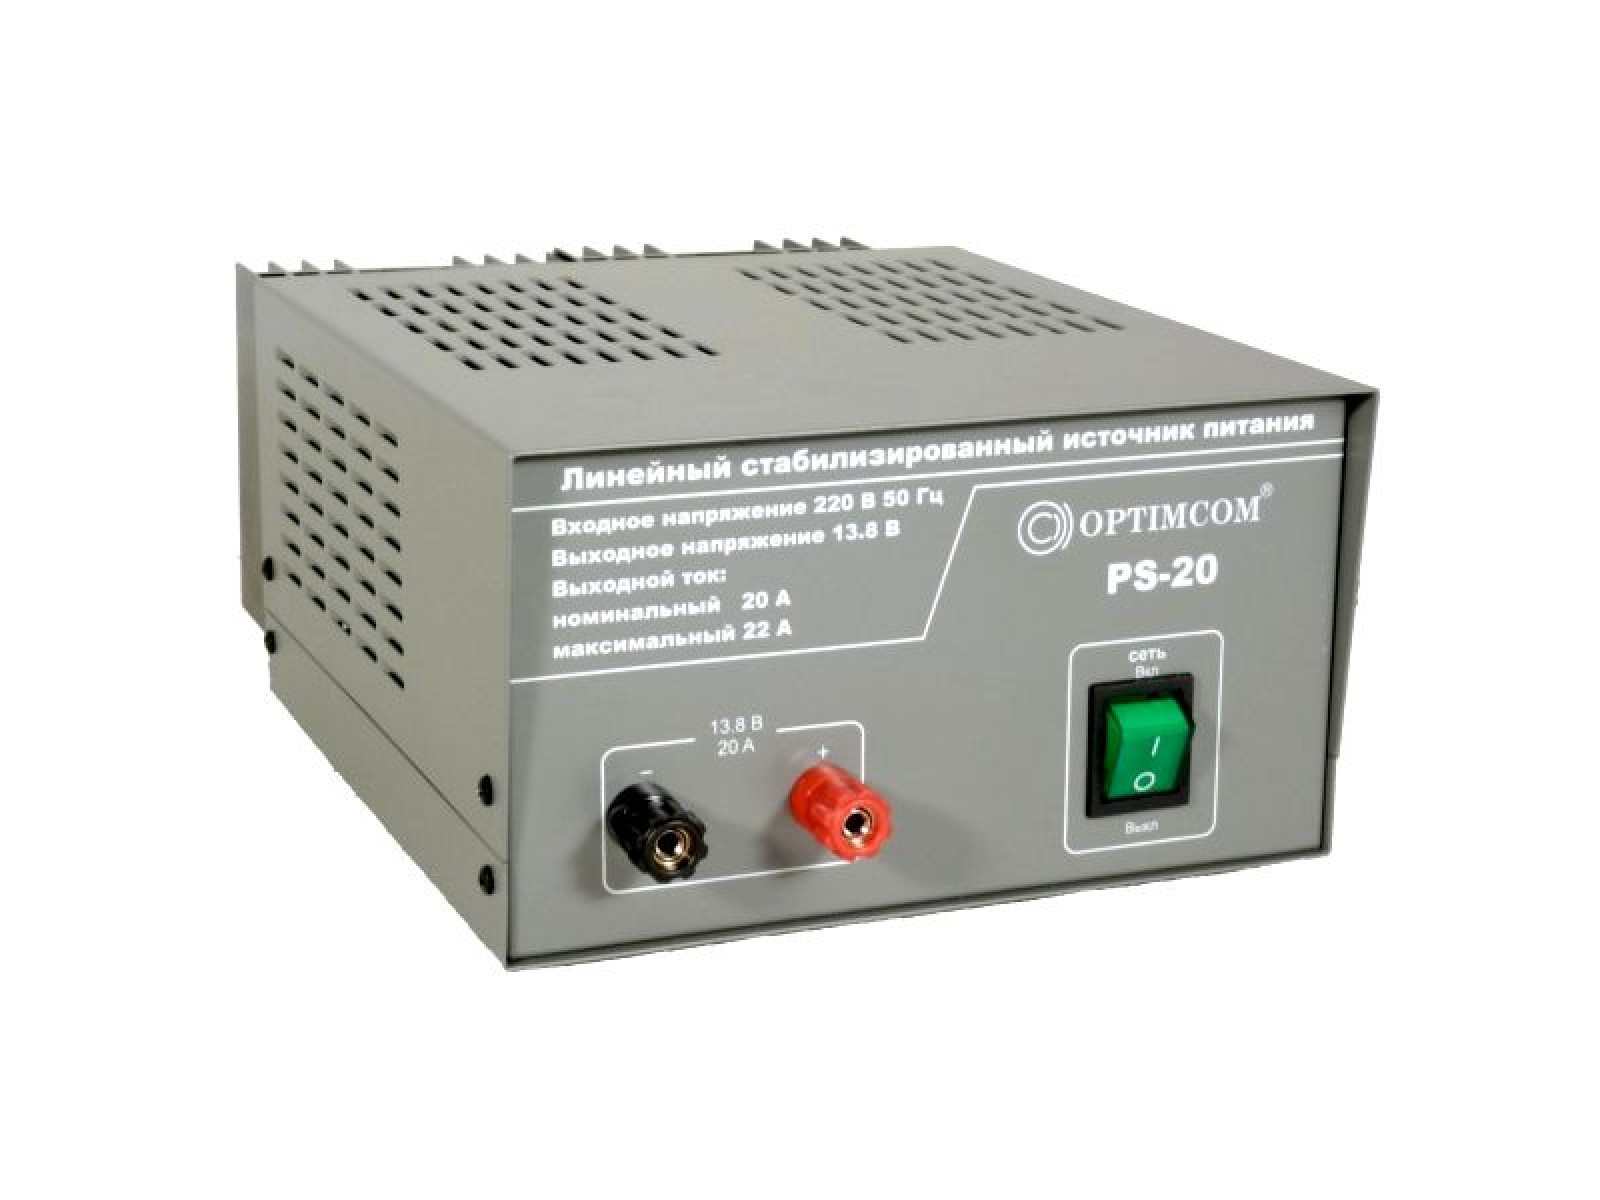 Линейный стабилизированный источник питания
Входное напряжение 220 В 50 Гц
Выходное напряжение 13.8 В
Выходной ток:
номинальный 20 А
максимальный 22 А
OPTIMCOM®
PS-20
сеть
Вкл
I
O
Выкл
13.8 В
20 А
− +